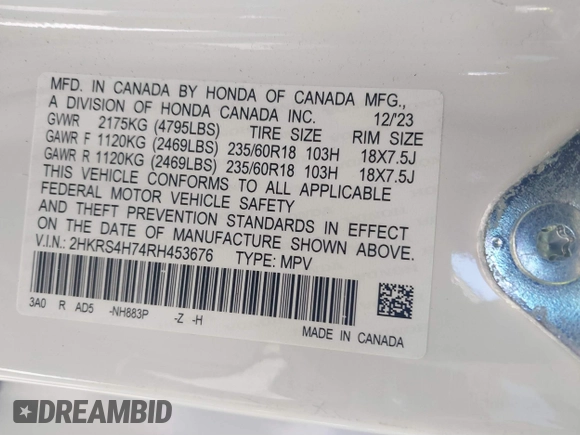 MFD. IN CANADA BY HONDA OF CANADA MFG.,
A DIVISION OF HONDA CANADA INC. 12/'23
GVWR 2175KG (4795LBS) TIRE SIZE RIM SIZE
GAWR F 1120KG (2469LBS) 235/60R18 103H 18X7.5J
GAWR R 1120KG (2469LBS) 235/60R18 103H 18X7.5J
THIS VEHICLE CONFORMS TO ALL APPLICABLE
FEDERAL MOTOR VEHICLE SAFETY
AND THEFT PREVENTION STANDARDS IN EFFECT
ON THE DATE OF MANUFACTURE SHOWN ABOVE.
V.I.N.: 2HKRS4H74RH453676 TYPE: MPV
3A0 R AD5 -NH883P -Z -H
MADE IN CANADA
DREAMBID